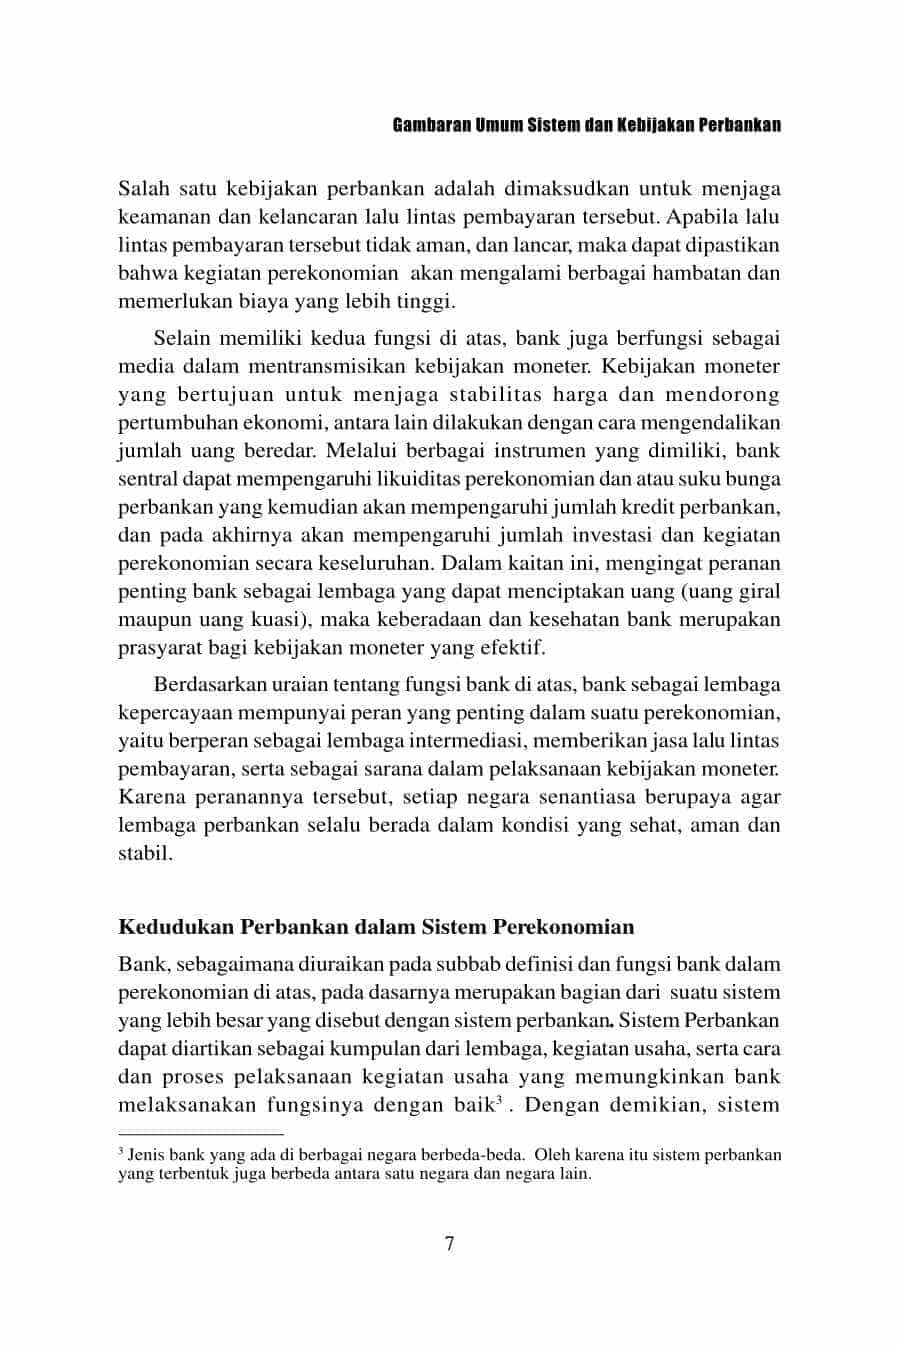 Gambaran Umum Sistem dan Kebijakan Perbankan
Salah satu kebijakan perbankan adalah dimaksudkan untuk menjaga
keamanan dan kelancaran lalu lintas pembayaran tersebut. Apabila lalu
lintas pembayaran tersebut tidak aman, dan lancar, maka dapat dipastikan
bahwa kegiatan perekonomian akan mengalami berbagai hambatan dan
memerlukan biaya yang lebih tinggi.
Selain memiliki kedua fungsi di atas, bank juga berfungsi sebagai
media dalam mentransmisikan kebijakan moneter. Kebijakan moneter
yang bertujuan untuk menjaga stabilitas harga dan mendorong
pertumbuhan ekonomi, antara lain dilakukan dengan cara mengendalikan
jumlah uang beredar. Melalui berbagai instrumen yang dimiliki, bank
sentral dapat mempengaruhi likuiditas perekonomian dan atau suku bunga
perbankan yang kemudian akan mempengaruhi jumlah kredit perbankan,
dan pada akhirnya akan mempengaruhi jumlah investasi dan kegiatan
perekonomian secara keseluruhan. Dalam kaitan ini, mengingat peranan
penting bank sebagai lembaga yang dapat menciptakan uang (uang giral
maupun uang kuasi), maka keberadaan dan kesehatan bank merupakan
prasyarat bagi kebijakan moneter yang efektif.
Berdasarkan uraian tentang fungsi bank di atas, bank sebagai lembaga
kepercayaan mempunyai peran yang penting dalam suatu perekonomian,
yaitu berperan sebagai lembaga intermediasi, memberikan jasa lalu lintas
pembayaran, serta sebagai sarana dalam pelaksanaan kebijakan moneter.
Karena peranannya tersebut, setiap negara senantiasa berupaya agar
lembaga perbankan selalu berada dalam kondisi yang sehat, aman dan
stabil.
Kedudukan Perbankan dalam Sistem Perekonomian
Bank, sebagaimana diuraikan pada subbab definisi dan fungsi bank dalam
perekonomian di atas, pada dasarnya merupakan bagian dari suatu sistem
yang lebih besar yang disebut dengan sistem perbankan. Sistem Perbankan
dapat diartikan sebagai kumpulan dari lembaga, kegiatan usaha, serta cara
dan proses pelaksanaan kegiatan usaha yang memungkinkan bank
melaksanakan fungsinya dengan baik³ . Dengan demikian, sistem
³ Jenis bank yang ada di berbagai negara berbeda-beda. Oleh karena itu sistem perbankan
yang terbentuk juga berbeda antara satu negara dan negara lain.
7